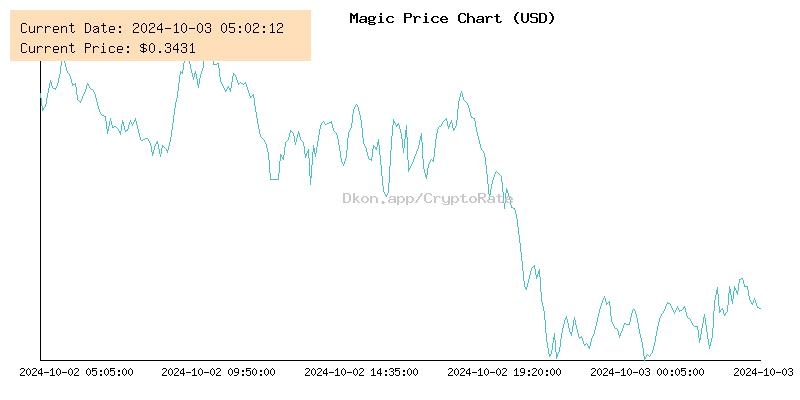 Magic Price Chart (USD)
Current Date: 2024-10-03 05:02:12
Current Price: $0.3431
Dkon.app/CryptoRate
2024-10-02 05:05:00 2024-10-02 09:50:00 2024-10-02 14:35:00 2024-10-02 19:20:00 2024-10-03 00:05:00 2024-10-03